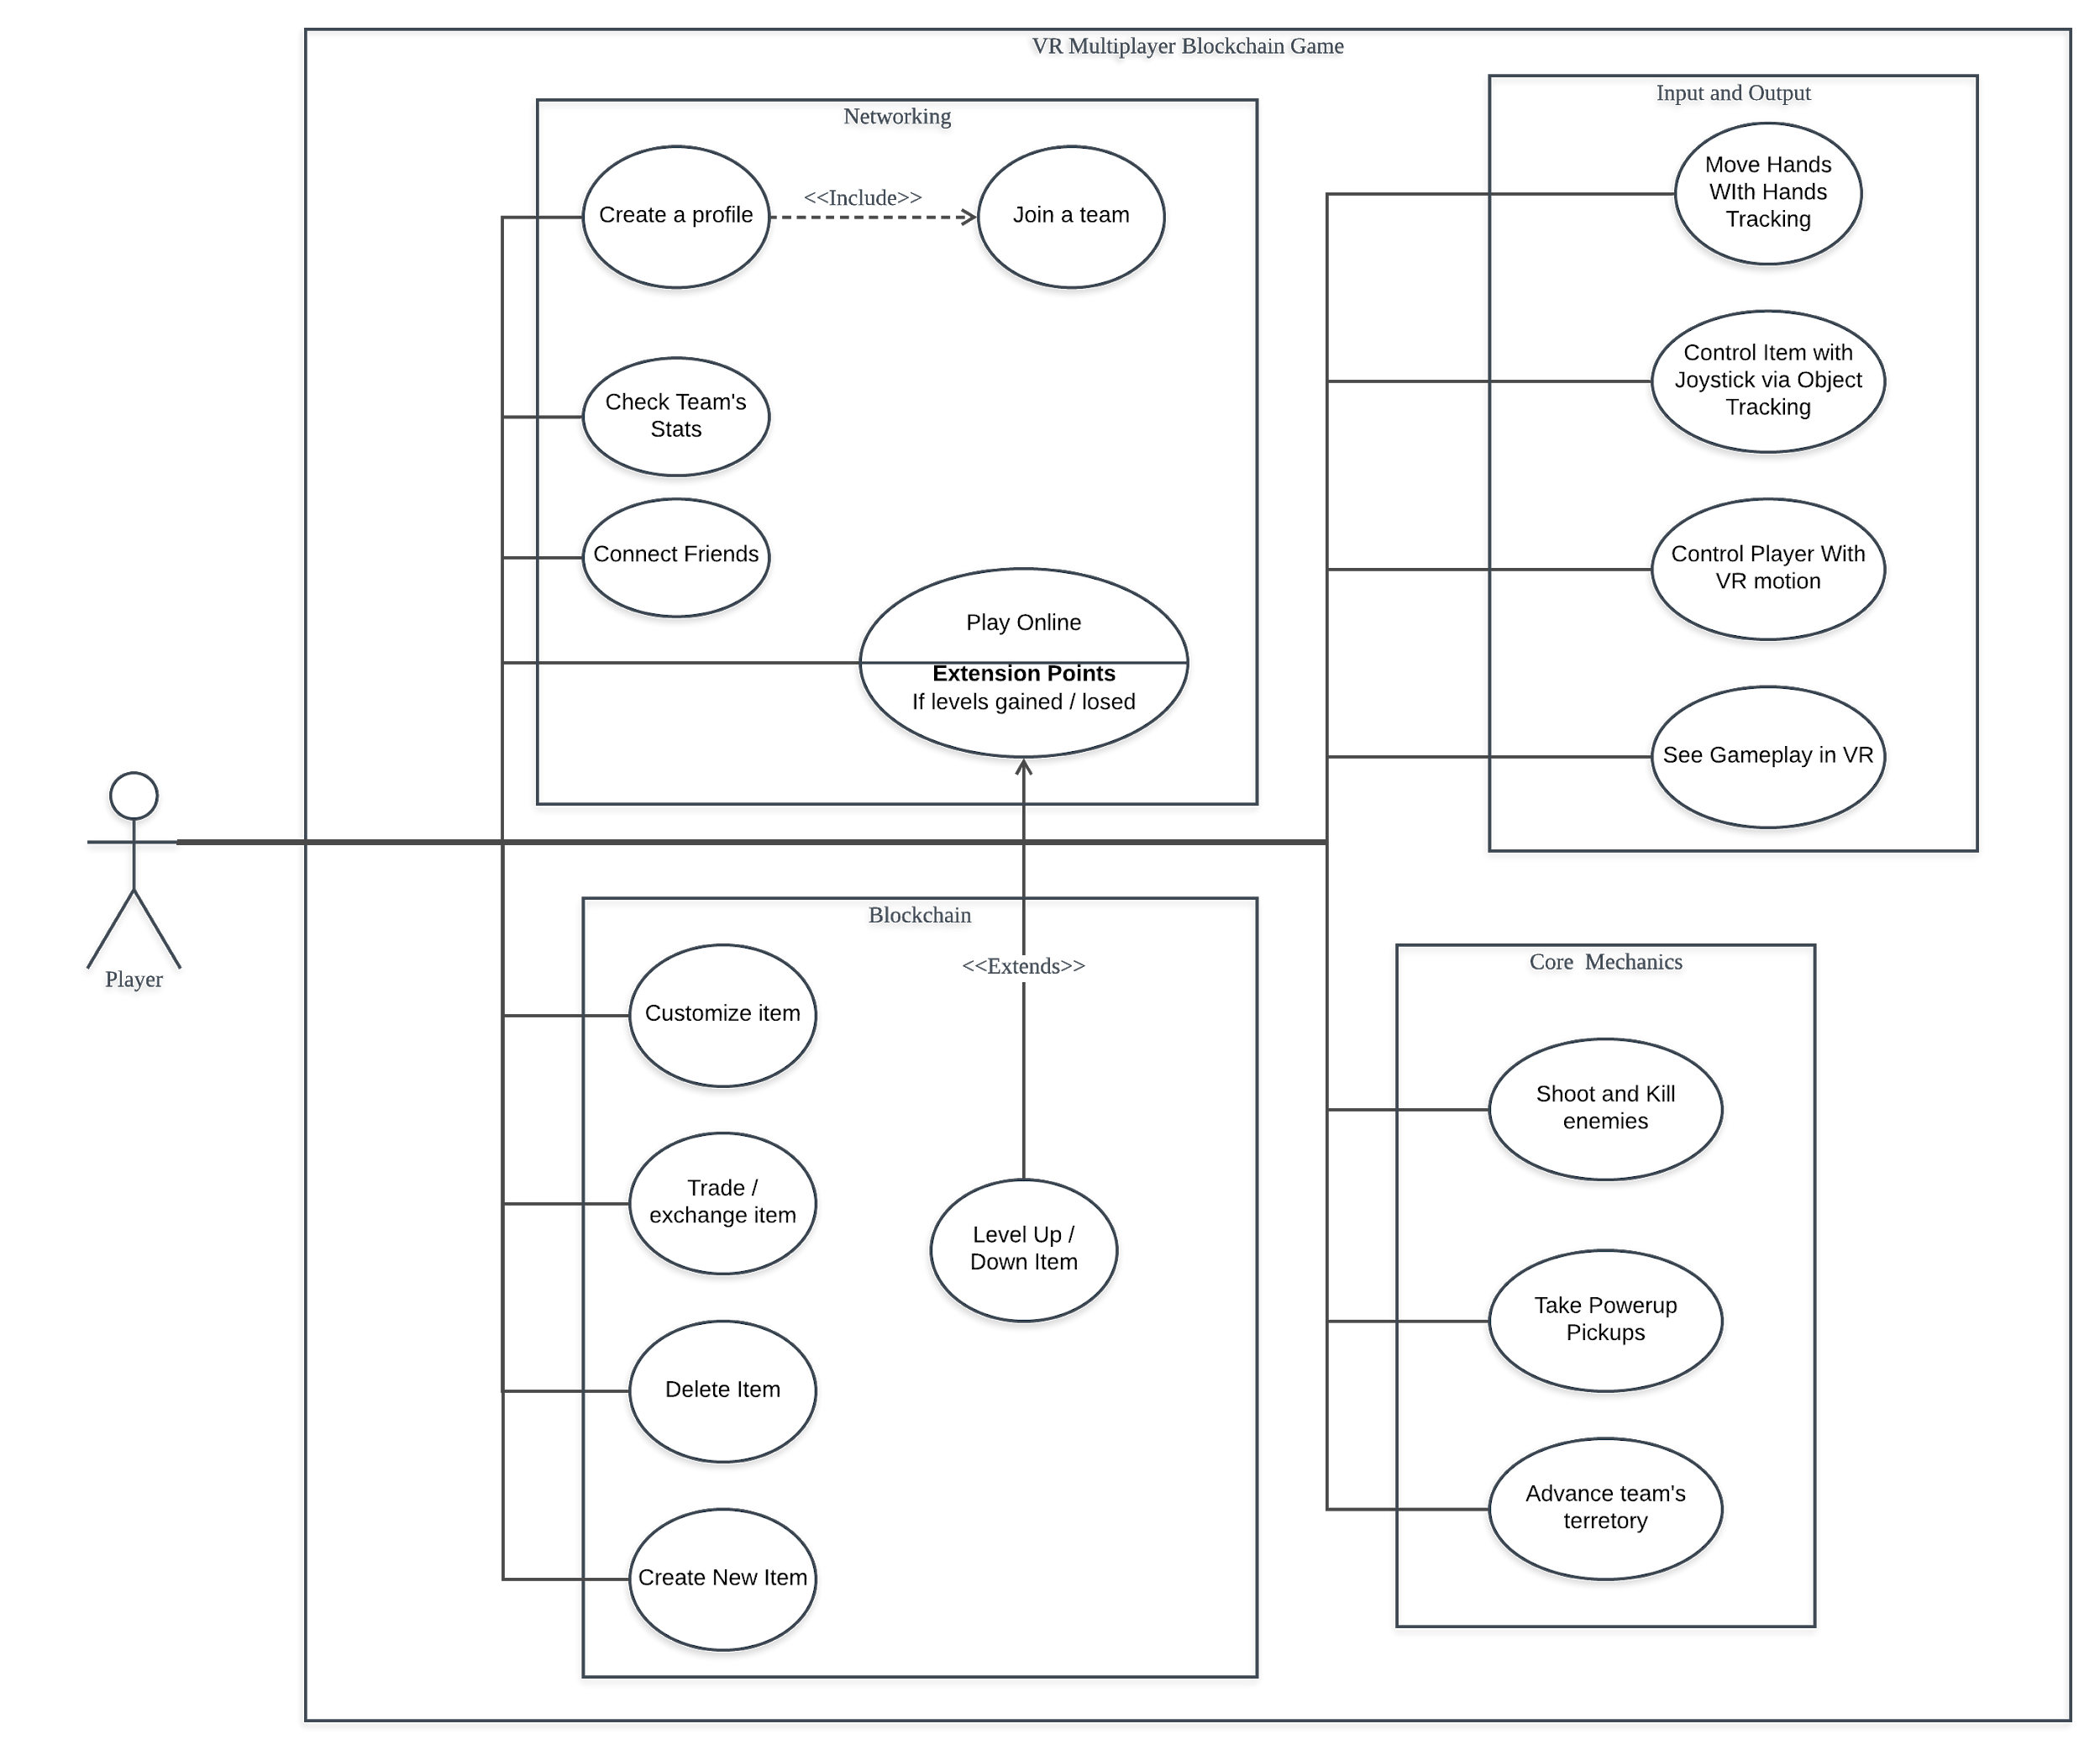 VR Multiplayer Blockchain Game
Networking
Create a profile
<<Include>>
Join a team
Check Team's
Stats
Connect Friends
Play Online
Extension Points
If levels gained / losed
Input and Output
Move Hands
WIth Hands
Tracking
Control Item with
Joystick via Object
Tracking
Control Player With
VR motion
See Gameplay in VR
Player
Blockchain
<<Extends>>
Customize item
Trade /
exchange item
Level Up /
Down Item
Delete Item
Create New Item
Core  Mechanics
Shoot and Kill
enemies
Take Powerup
Pickups
Advance team's
terretory